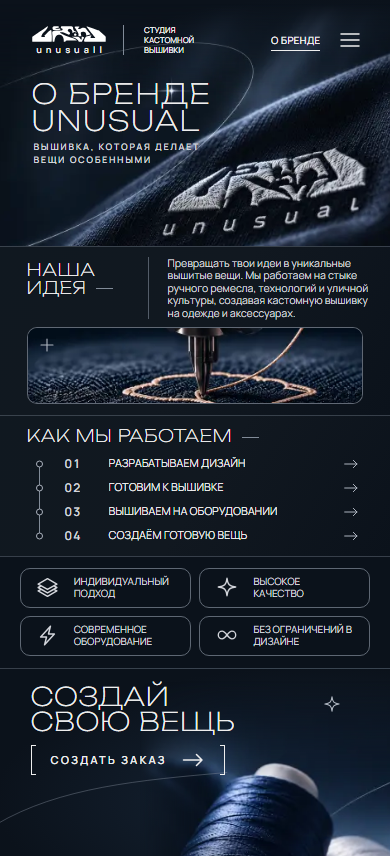 unusuall
СТУДИЯ
КАСТОМНОЙ
ВЫШИВКИ
О БРЕНДЕ
О БРЕНДЕ
UNUSUAL
ВЫШИВКА, КОТОРАЯ ДЕЛАЕТ
ВЕЩИ ОСОБЕННЫМИ
unusual
НАША
ИДЕЯ —
Превращать твои идеи в уникальные
вышитые вещи. Мы работаем на стыке
ручного ремесла, технологий и уличной
культуры, создавая кастомную вышивку
на одежде и аксессуарах.
КАК МЫ РАБОТАЕМ —
01 РАЗРАБАТЫВАЕМ ДИЗАЙН
02 ГОТОВИМ К ВЫШИВКЕ
03 ВЫШИВАЕМ НА ОБОРУДОВАНИИ
04 СОЗДАЁМ ГОТОВУЮ ВЕЩЬ
ИНДИВИДУАЛЬНЫЙ
ПОДХОД
ВЫСОКОЕ
КАЧЕСТВО
СОВРЕМЕННОЕ
ОБОРУДОВАНИЕ
БЕЗ ОГРАНИЧЕНИЙ В
ДИЗАЙНЕ
СОЗДАЙ
СВОЮ ВЕЩЬ
СОЗДАТЬ ЗАКАЗ